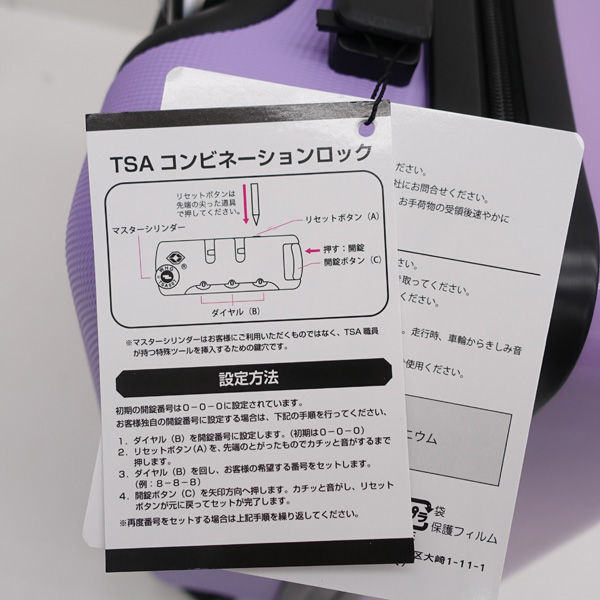 TSA コンビネーションロック
リセットボタンは
先端の尖った道具
で押してください。
リセットボタン（A）
マスターシリンダー
押す：開錠
開錠ボタン（C）
ダイヤル（B）
※マスターシリンダーはお客様にご利用いただくものではなく、TSA 職員
が持つ特殊ツールを挿入するための鍵穴です。
設定方法
初期の開錠番号は０−０−０に設定されています。
お客様独自の開錠番号に設定する場合は、下記の手順を行ってください、
1．ダイヤル（B）を開錠番号に設定します。（初期は０−０−０）
2．リセットボタン（A）を、先端のとがったものでカチッと音がするまで
押します。
3．ダイヤル（B）を回し、お客様の希望する番号をセットします。
（例：８−８−８）
4．開錠ボタン（C）を矢印方向へ押します。カチッと音がし、リセット
ボタンが元に戻ってセットが完了します。
※再度番号をセットする場合は上記手順を繰り返してください。
ださい。
社にお問合せください。
お手荷物の受領後速やかに
さい。
で取ってください。
ください。
。走行時、車輪からきしみ音
使用ください。
ニウム
プラ
袋
保護フィルム
区大崎1-11-1